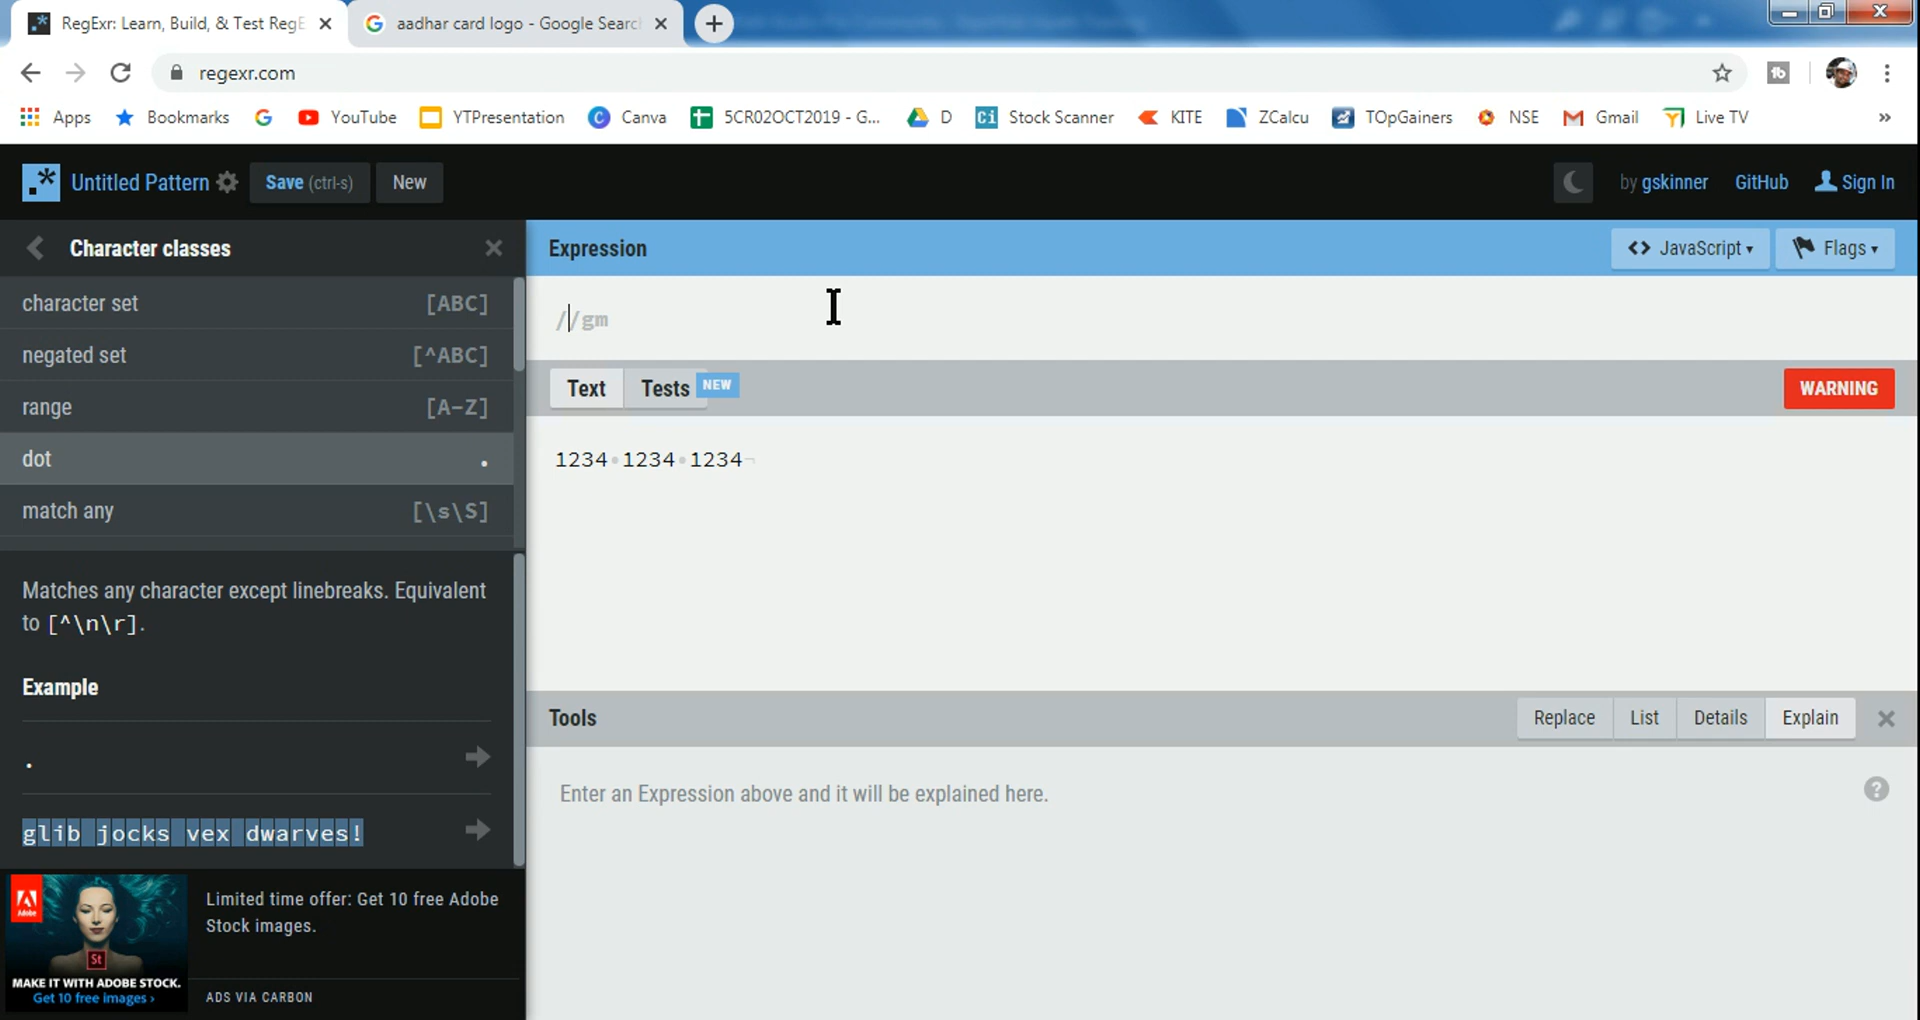 RegExr: Learn, Build, & Test RegE
aadhar card logo - Google Searc
regexr.com
Apps
Bookmarks
YouTube
YTPresentation
Canva
5CR02OCT2019 - G...
D
Ci Stock Scanner
KITE
ZCalcu
TOpGainers
NSE
Gmail
Live TV
»
.* Untitled Pattern
Save (ctrl-s)
New
by gskinner
GitHub
Sign In
Character classes
character set [ABC]
negated set [^ABC]
range [A-Z]
dot .
match any [\s\S]
Matches any character except linebreaks. Equivalent
to [^\n\r].
Example
.
glib jocks vex dwarves!
Adobe
St
MAKE IT WITH ADOBE STOCK.
Get 10 free images ›
Limited time offer: Get 10 free Adobe
Stock images.
ADS VIA CARBON
Expression
<> JavaScript
Flags
//gm
Text
Tests NEW
WARNING
1234 1234 1234
Tools
Replace
List
Details
Explain
Enter an Expression above and it will be explained here.
?